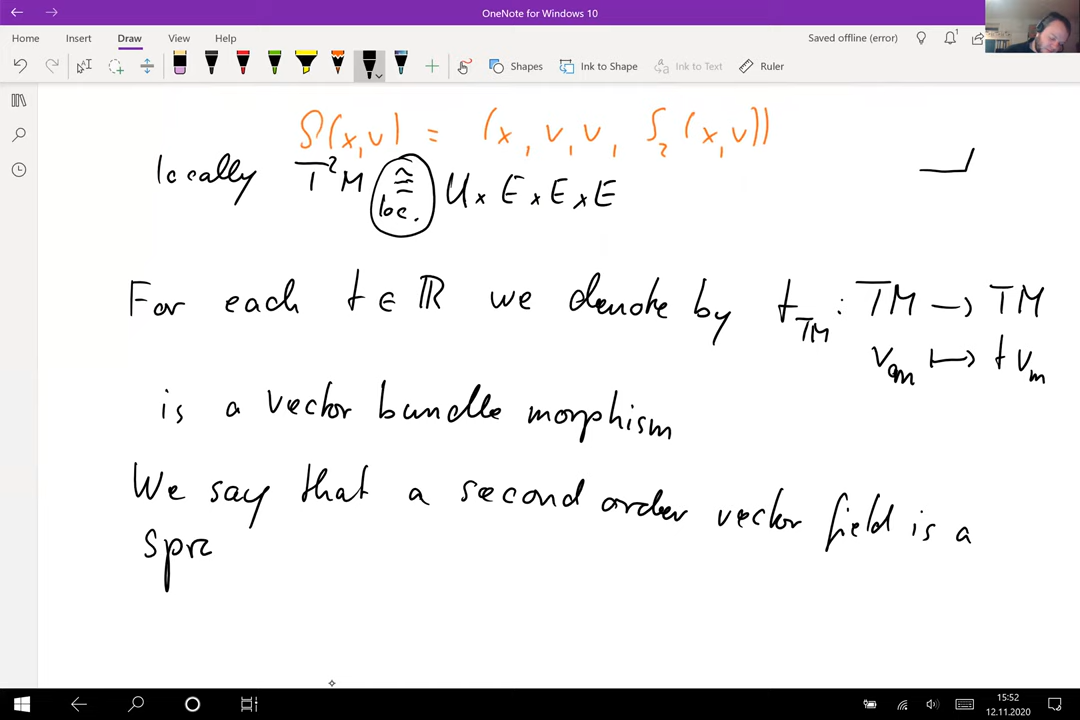 OneNote for Windows 10
Home Insert Draw View Help Saved offline (error)
Shapes Ink to Shape Ink to Text Ruler
S(x,v) = (x, v, v, S₂(x,v))
locally T²M ≅ loc. U × E × E × E
For each t ∈ ℝ we denote by t_TM : TM → TM
v_m ↦ t v_m
is a vector bundle morphism
We say that a second order vector field is a
spra
15:52
12.11.2020